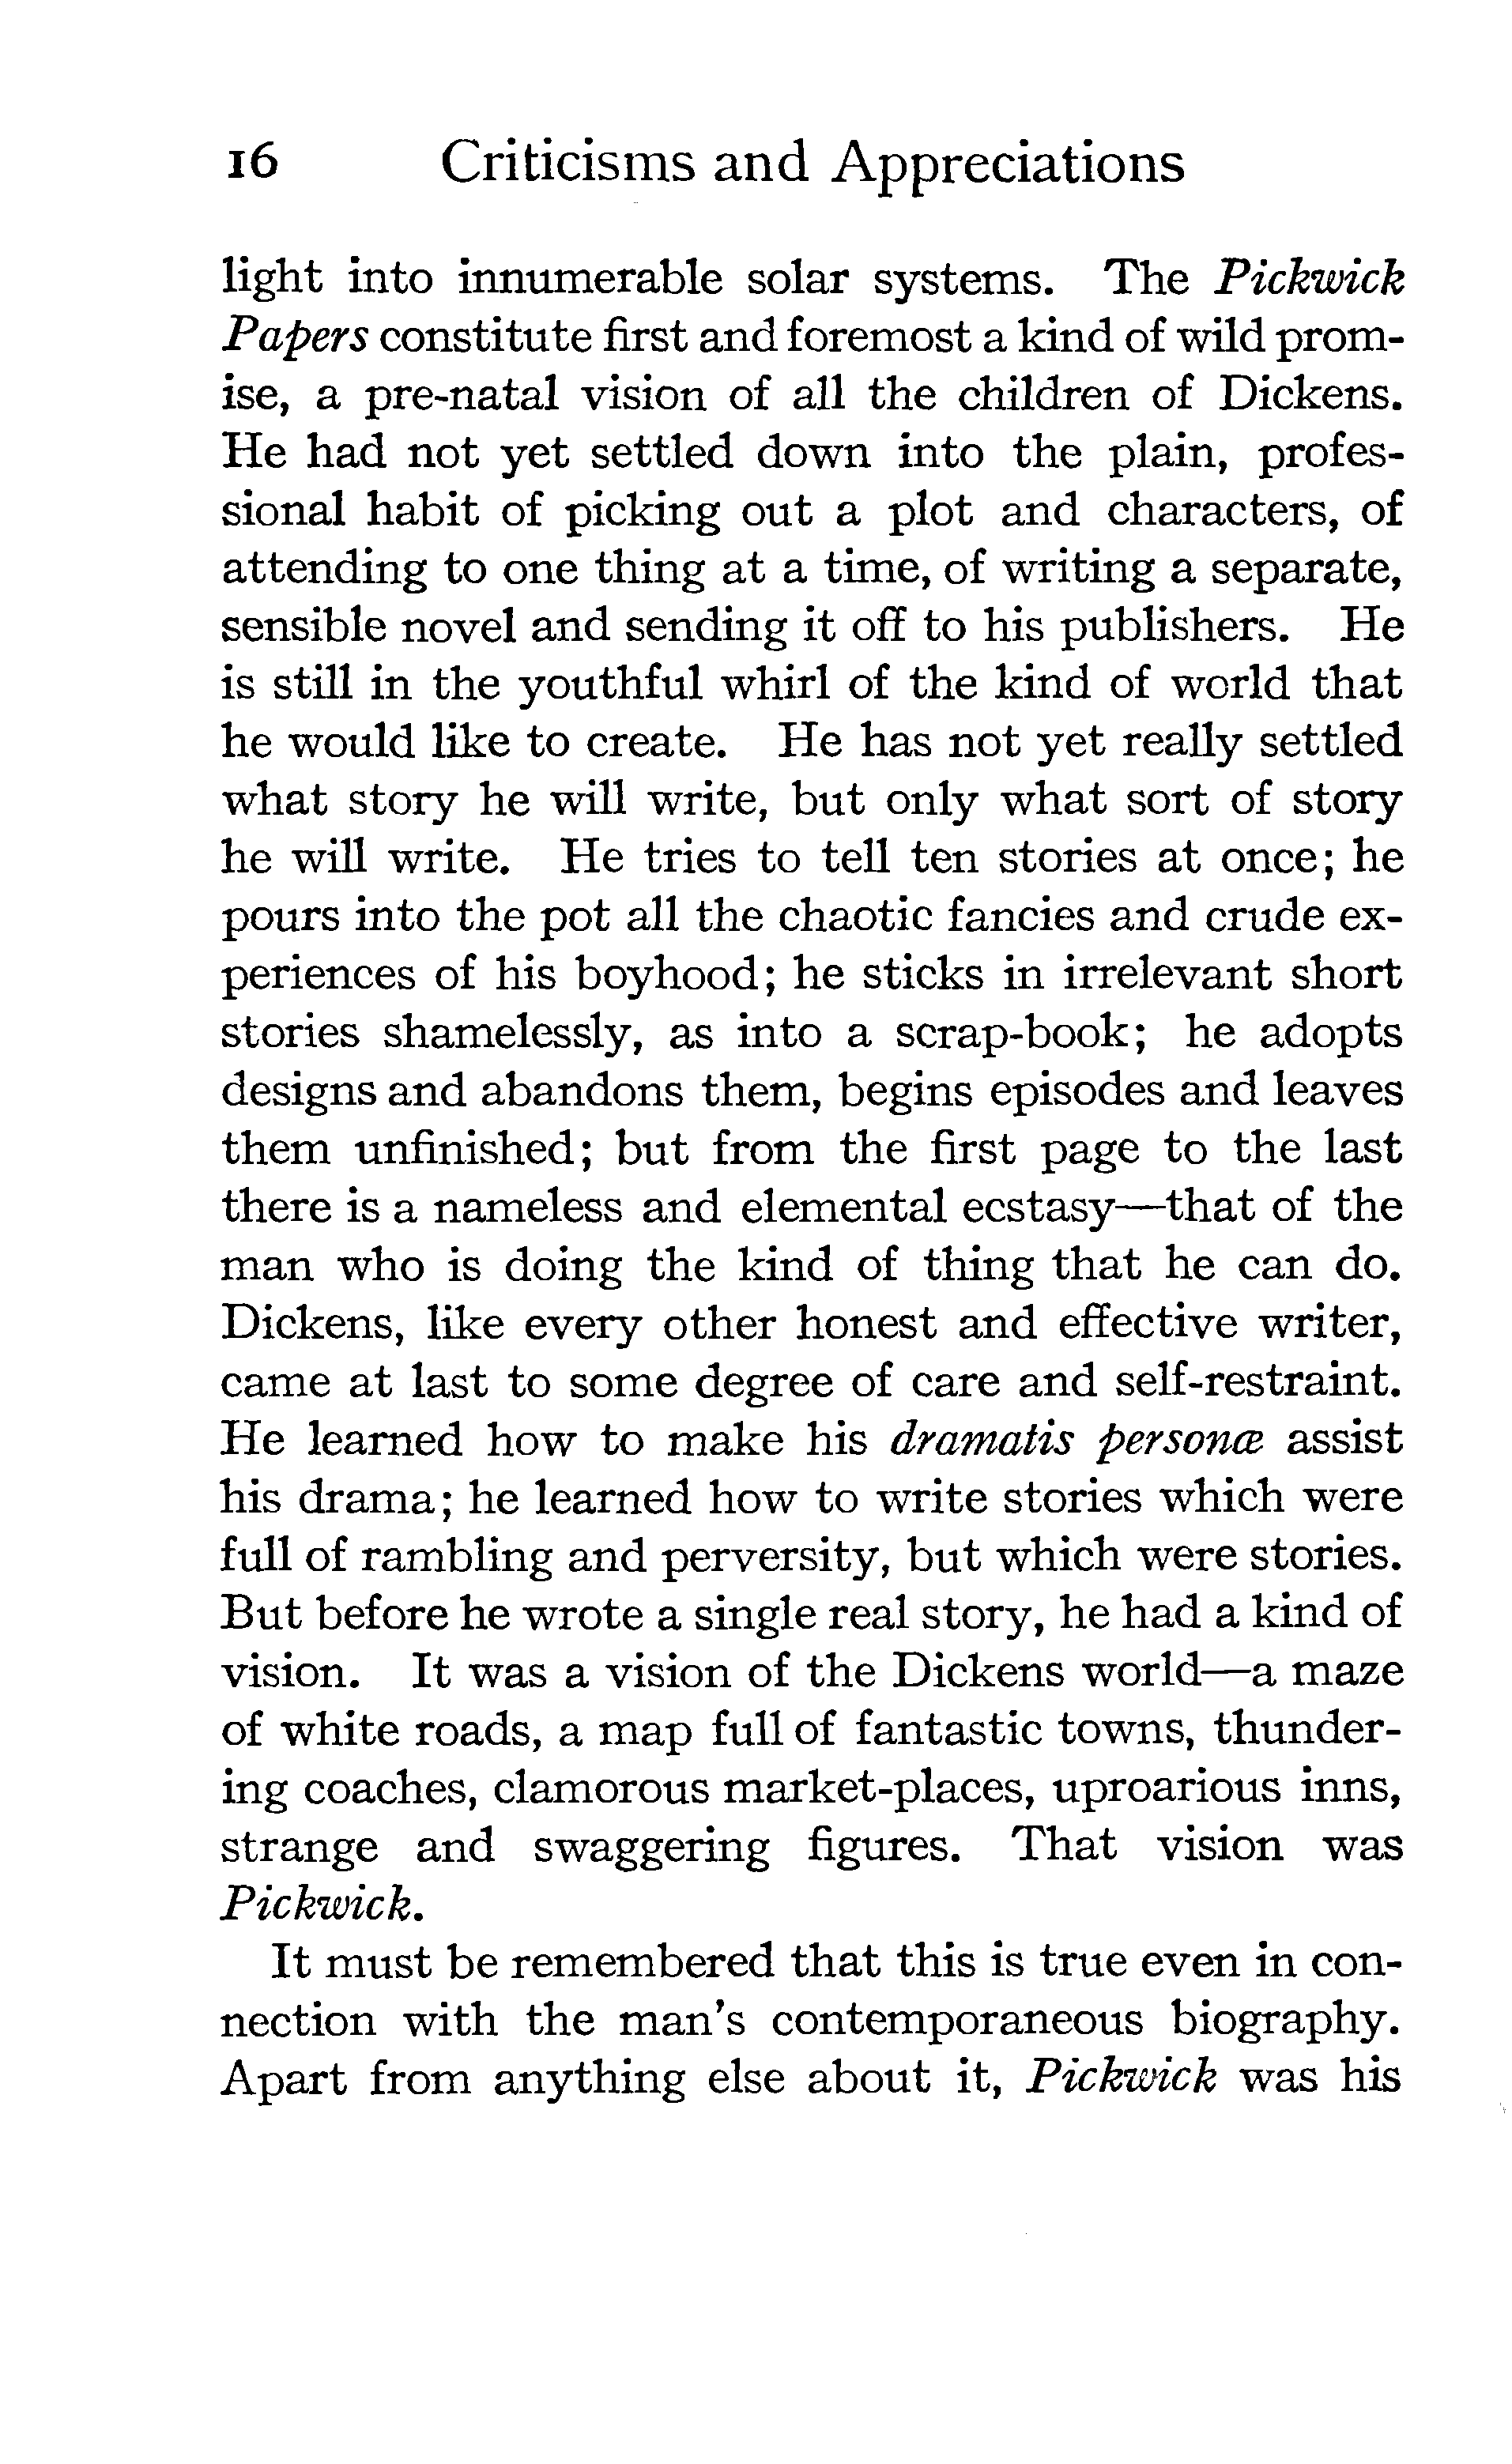 16 Criticisms and Appreciations
light into innumerable solar systems. The Pickwick
Papers constitute first and foremost a kind of wild prom-
ise, a pre-natal vision of all the children of Dickens.
He had not yet settled down into the plain, profes-
sional habit of picking out a plot and characters, of
attending to one thing at a time, of writing a separate,
sensible novel and sending it off to his publishers. He
is still in the youthful whirl of the kind of world that
he would like to create. He has not yet really settled
what story he will write, but only what sort of story
he will write. He tries to tell ten stories at once; he
pours into the pot all the chaotic fancies and crude ex-
periences of his boyhood; he sticks in irrelevant short
stories shamelessly, as into a scrap-book; he adopts
designs and abandons them, begins episodes and leaves
them unfinished; but from the first page to the last
there is a nameless and elemental ecstasy—that of the
man who is doing the kind of thing that he can do.
Dickens, like every other honest and effective writer,
came at last to some degree of care and self-restraint.
He learned how to make his dramatis personæ assist
his drama; he learned how to write stories which were
full of rambling and perversity, but which were stories.
But before he wrote a single real story, he had a kind of
vision. It was a vision of the Dickens world—a maze
of white roads, a map full of fantastic towns, thunder-
ing coaches, clamorous market-places, uproarious inns,
strange and swaggering figures. That vision was
Pickwick.
It must be remembered that this is true even in con-
nection with the man's contemporaneous biography.
Apart from anything else about it, Pickwick was his